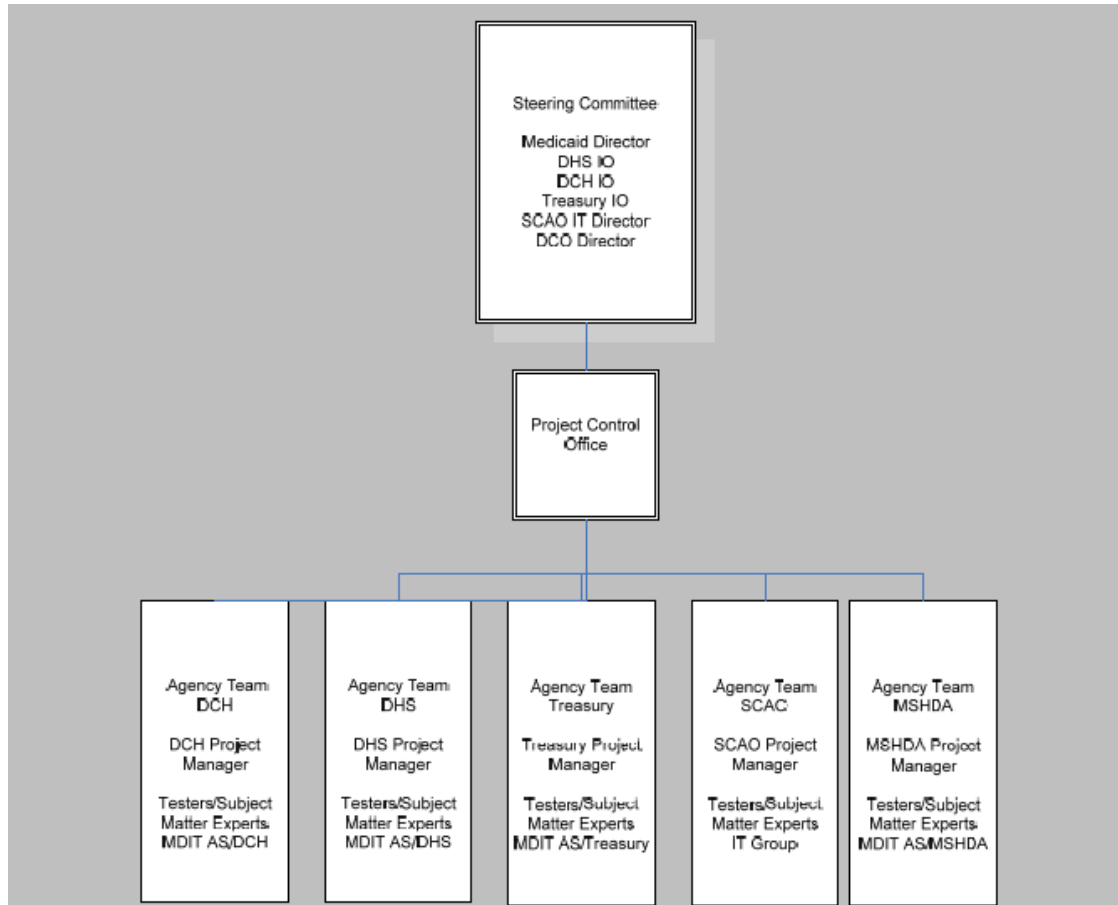 Steering Committee
Medicaid Director
DHS IO
DCH IO
Treasury IO
SCAO IT Director
DCO Director
Project Control
Office
Agency Team
DCH
DCH Project
Manager
Testers/Subject
Matter Experts
MDIT AS/DCH
Agency Team
DHS
DHS Project
Manager
Testers/Subject
Matter Experts
MDIT AS/DHS
Agency Team
Treasury
Treasury Project
Manager
Testers/Subject
Matter Experts
MDIT AS/Treasury
Agency Team
SCAO
SCAO Project
Manager
Testers/Subject
Matter Experts
IT Group
Agency Team
MSHDA
MSHDA Project
Manager
Testers/Subject
Matter Experts
MDIT AS/MSHDA